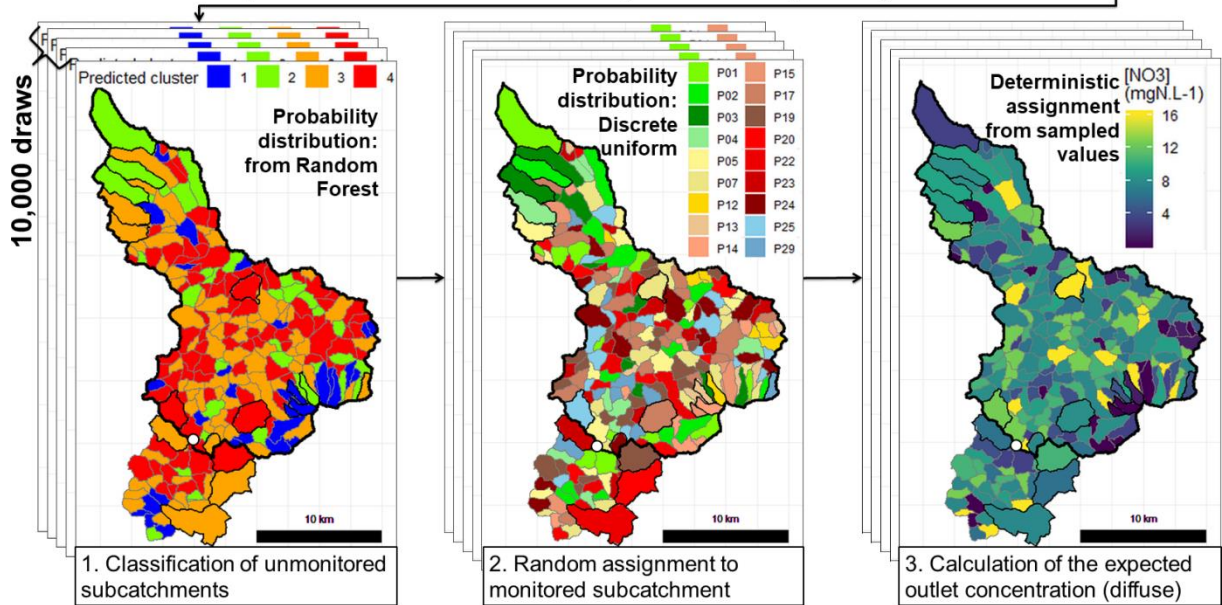 10,000 draws
Predicted cluster 1 2 3 4
Probability
distribution:
from Random
Forest
10 km
1. Classification of unmonitored
subcatchments
Probability
distribution:
Discrete
uniform
P01 P15
P02 P17
P03 P19
P04 P20
P05 P22
P07 P23
P12 P24
P13 P25
P14 P29
10 km
2. Random assignment to
monitored subcatchment
Deterministic
assignment
from sampled
values
[NO3]
(mgN.L-1)
16
12
8
4
10 km
3. Calculation of the expected
outlet concentration (diffuse)